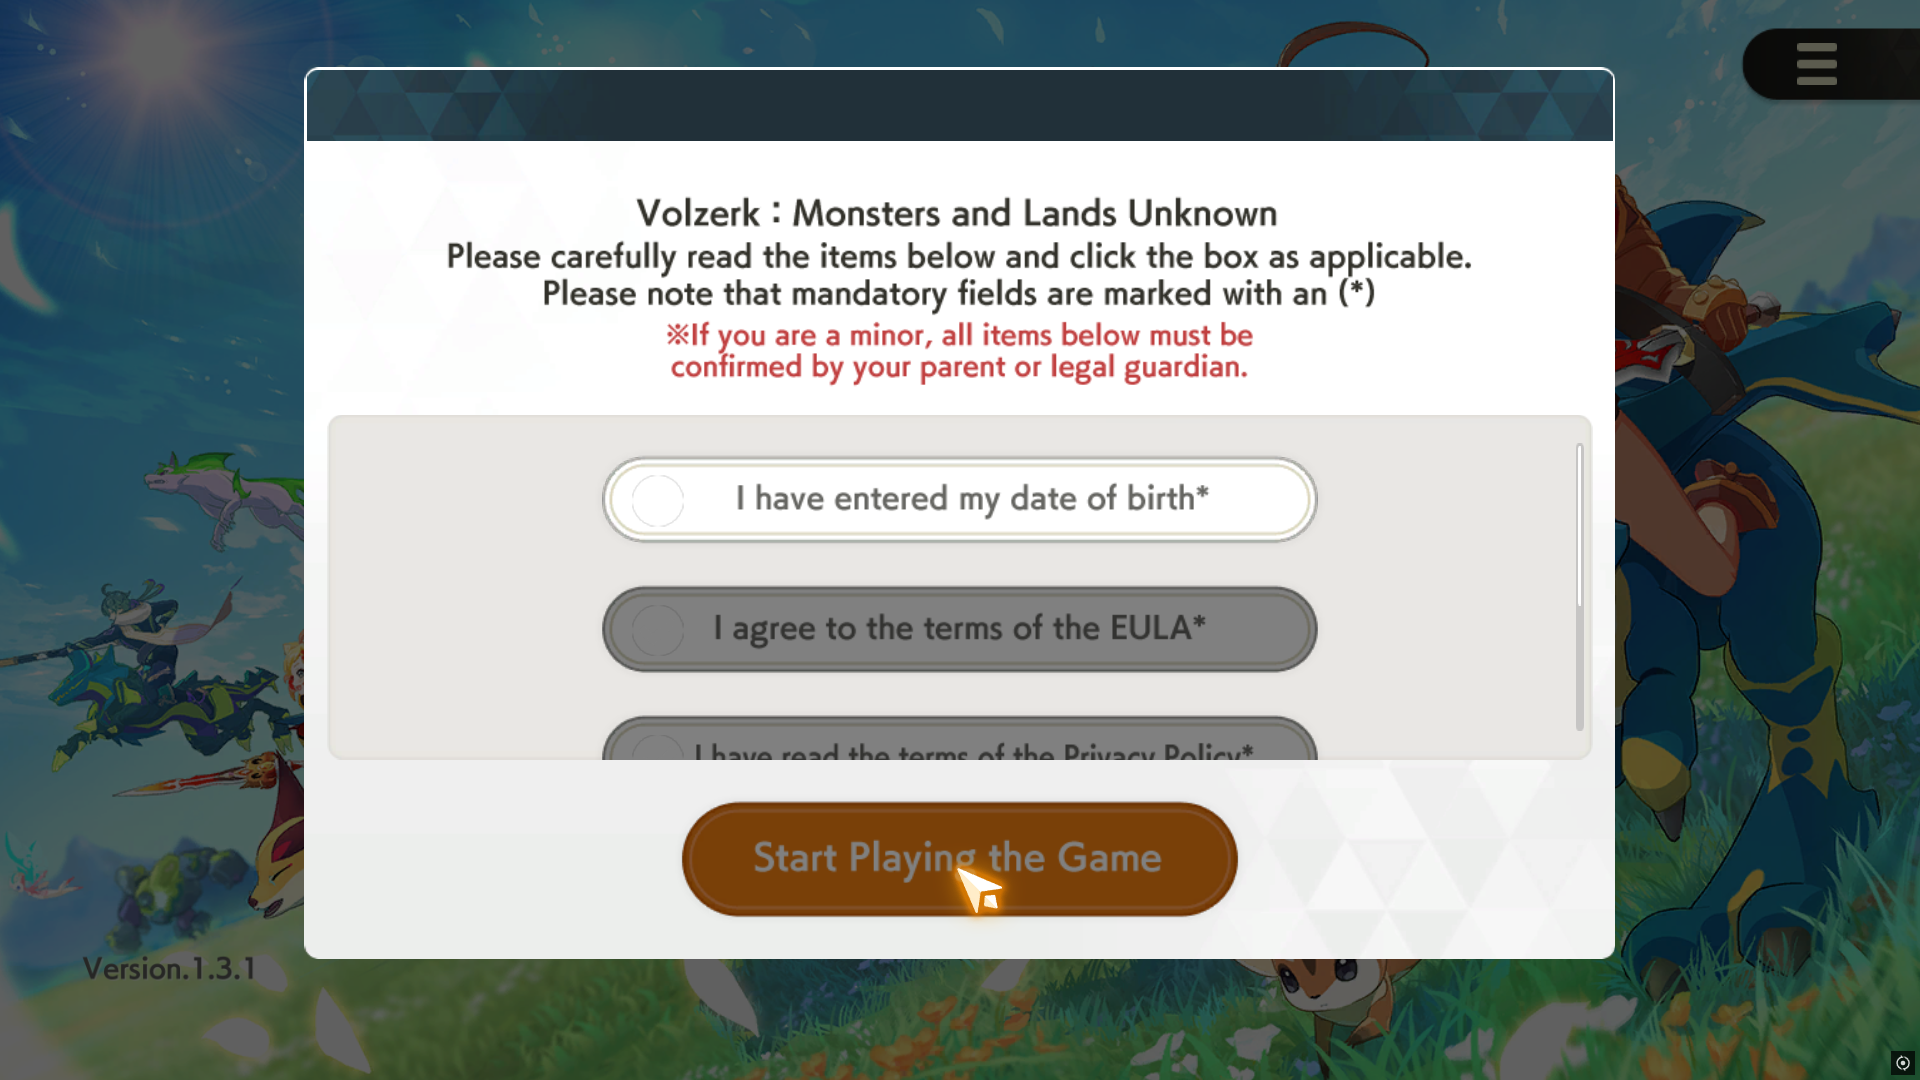 Volzerk : Monsters and Lands Unknown
Please carefully read the items below and click the box as applicable.
Please note that mandatory fields are marked with an (*)
※If you are a minor, all items below must be
confirmed by your parent or legal guardian.
I have entered my date of birth*
I agree to the terms of the EULA*
I have read the terms of the Privacy Policy*
Start Playing the Game
Version.1.3.1